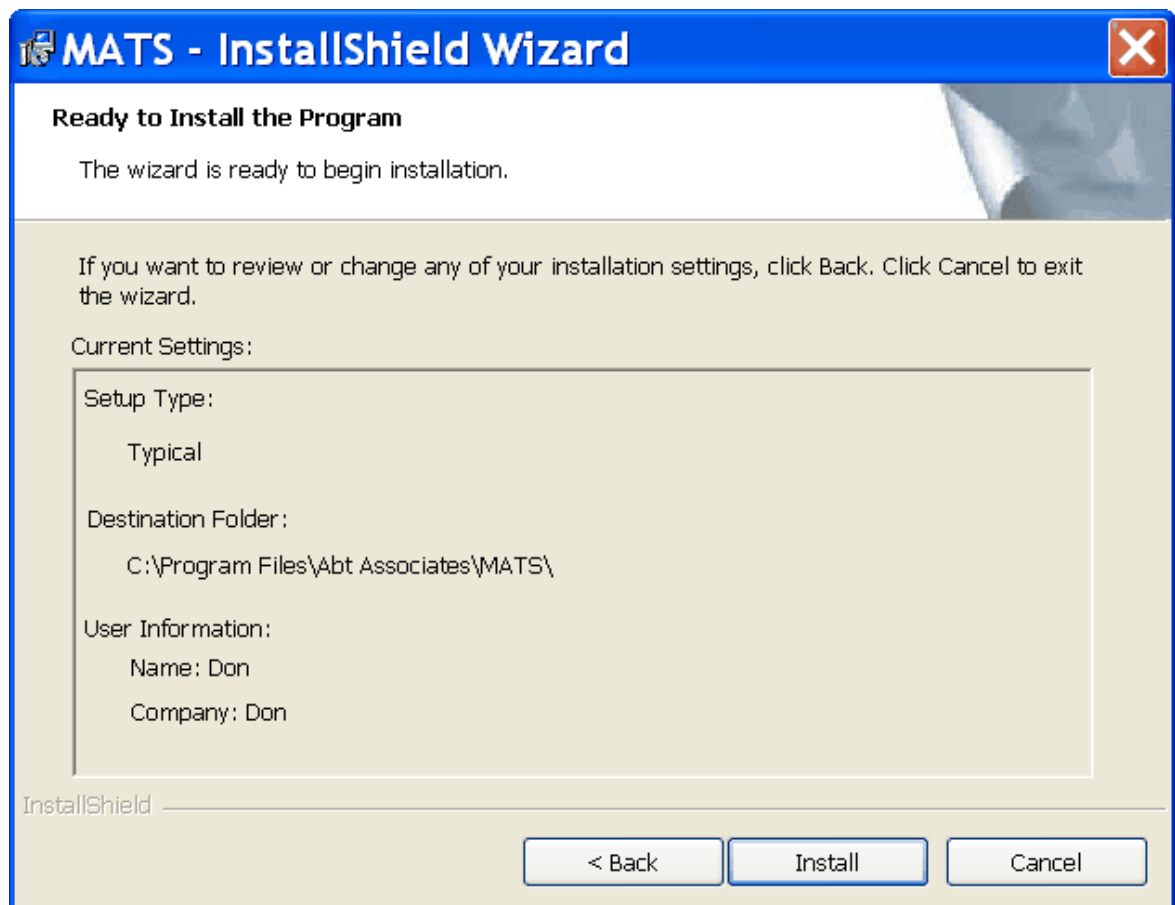 MATS - InstallShield Wizard
Ready to Install the Program
The wizard is ready to begin installation.
If you want to review or change any of your installation settings, click Back. Click Cancel to exit
the wizard.
Current Settings:
Setup Type:
Typical
Destination Folder:
C:\Program Files\Abt Associates\MATS\
User Information:
Name: Don
Company: Don
InstallShield
< Back
Install
Cancel